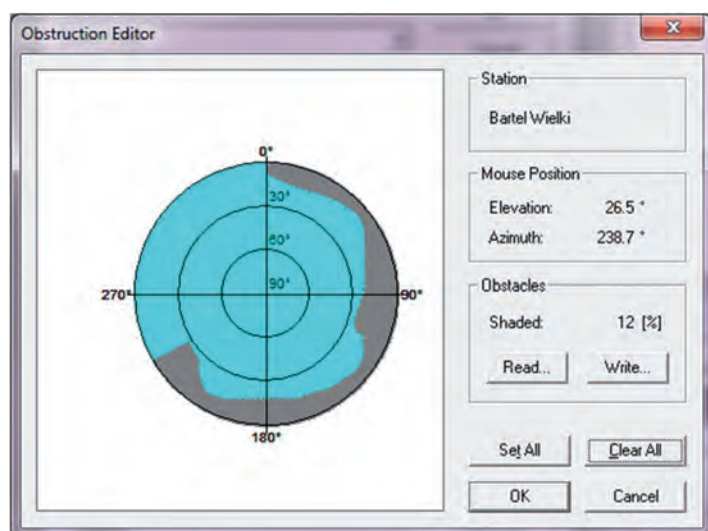 Obstruction Editor
x
0°
30°
60°
90°
270°
90°
180°
Station
Bartel Wielki
Mouse Position
Elevation: 26.5 °
Azimuth: 238.7 °
Obstacles
Shaded: 12 [%]
Read... Write...
Set All Clear All
OK Cancel